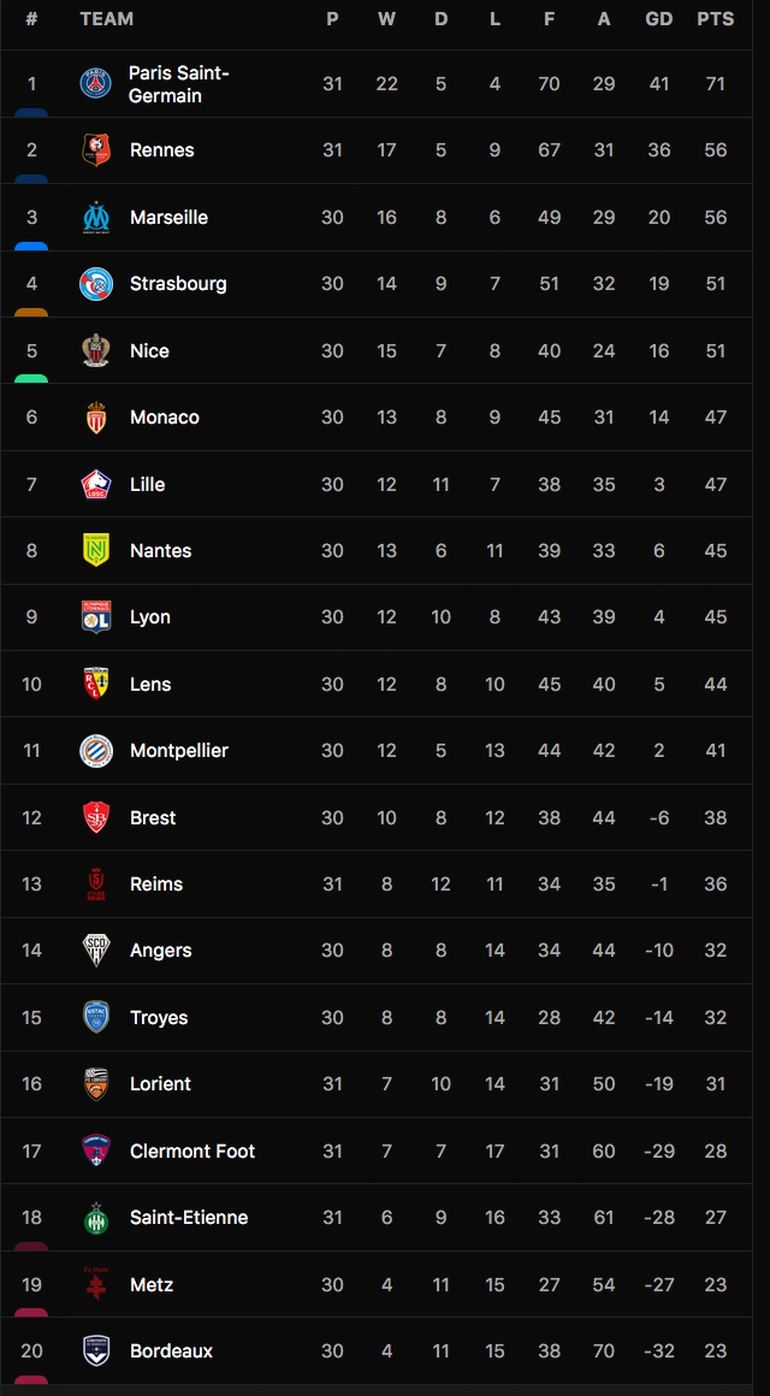 # TEAM P W D L F A GD PTS
1 Paris Saint-
Germain 31 22 5 4 70 29 41 71
2 Rennes 31 17 5 9 67 31 36 56
3 Marseille 30 16 8 6 49 29 20 56
4 Strasbourg 30 14 9 7 51 32 19 51
5 Nice 30 15 7 8 40 24 16 51
6 Monaco 30 13 8 9 45 31 14 47
7 Lille 30 12 11 7 38 35 3 47
8 Nantes 30 13 6 11 39 33 6 45
9 Lyon 30 12 10 8 43 39 4 45
10 Lens 30 12 8 10 45 40 5 44
11 Montpellier 30 12 5 13 44 42 2 41
12 Brest 30 10 8 12 38 44 -6 38
13 Reims 31 8 12 11 34 35 -1 36
14 Angers 30 8 8 14 34 44 -10 32
15 Troyes 30 8 8 14 28 42 -14 32
16 Lorient 31 7 10 14 31 50 -19 31
17 Clermont Foot 31 7 7 17 31 60 -29 28
18 Saint-Etienne 31 6 9 16 33 61 -28 27
19 Metz 30 4 11 15 27 54 -27 23
20 Bordeaux 30 4 11 15 38 70 -32 23